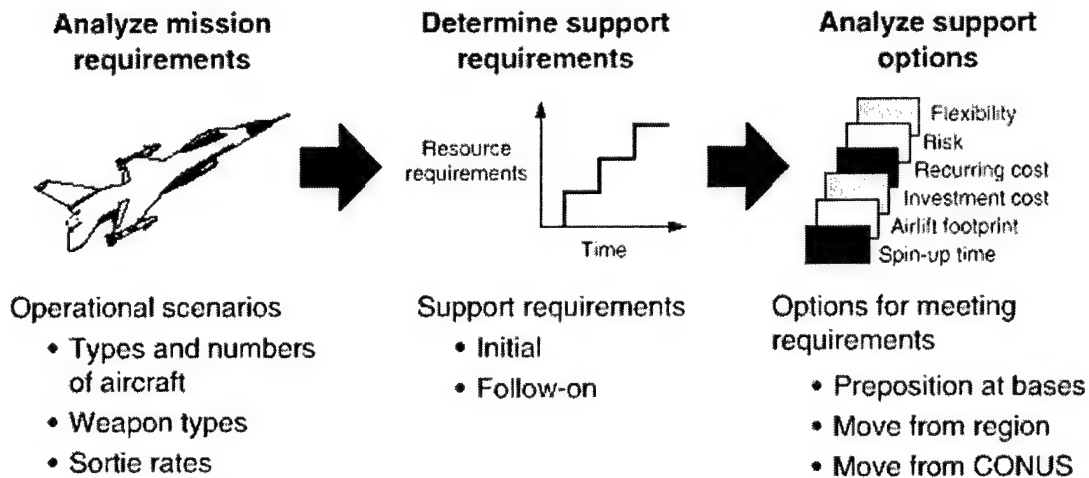 Analyze mission
requirements
Determine support
requirements
Analyze support
options
Resource
requirements
Time
Flexibility
Risk
Recurring cost
Investment cost
Airlift footprint
Spin-up time
Operational scenarios
• Types and numbers
of aircraft
• Weapon types
• Sortie rates
Support requirements
• Initial
• Follow-on
Options for meeting
requirements
• Preposition at bases
• Move from region
• Move from CONUS